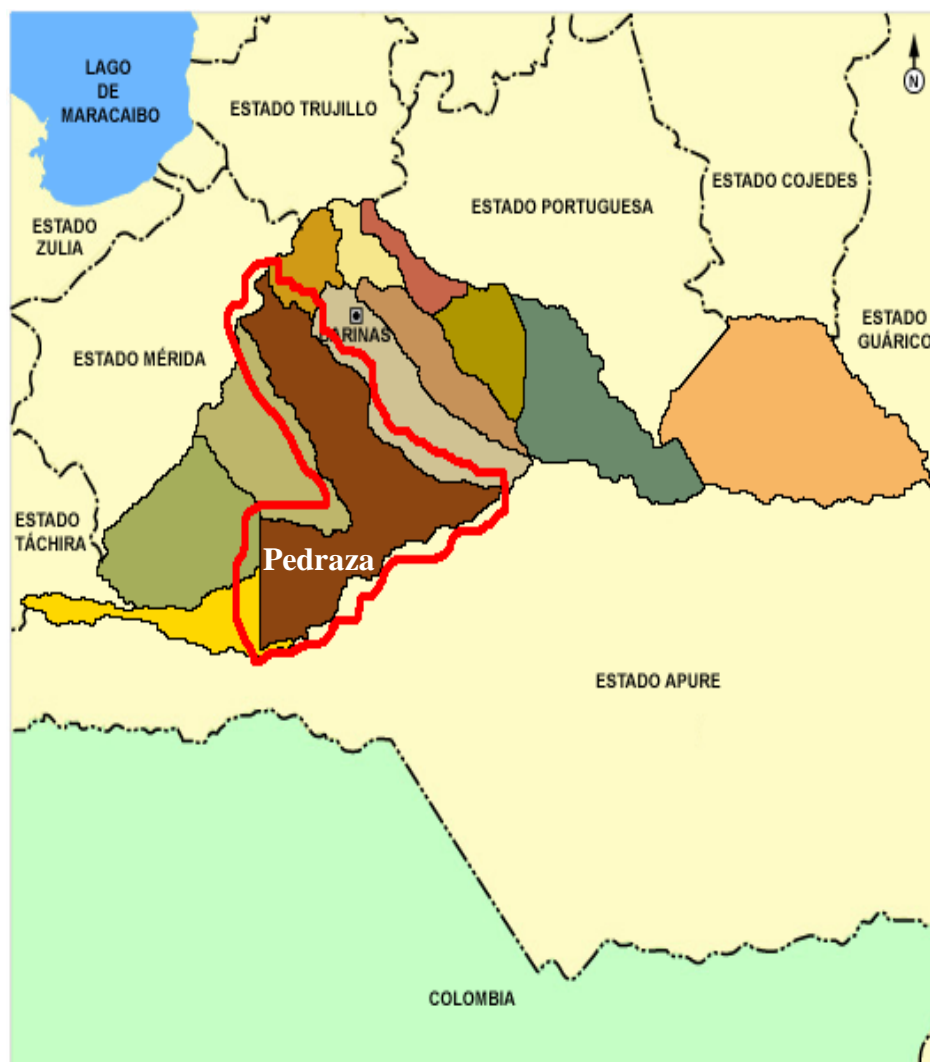 LAGO
DE
MARACAIBO
ESTADO TRUJILLO
N
ESTADO COJEDES
ESTADO PORTUGUESA
ESTADO
ZULIA
ESTADO
GUÁRICO
BARINAS
ESTADO MÉRIDA
ESTADO
TÁCHIRA
Pedraza
ESTADO APURE
COLOMBIA